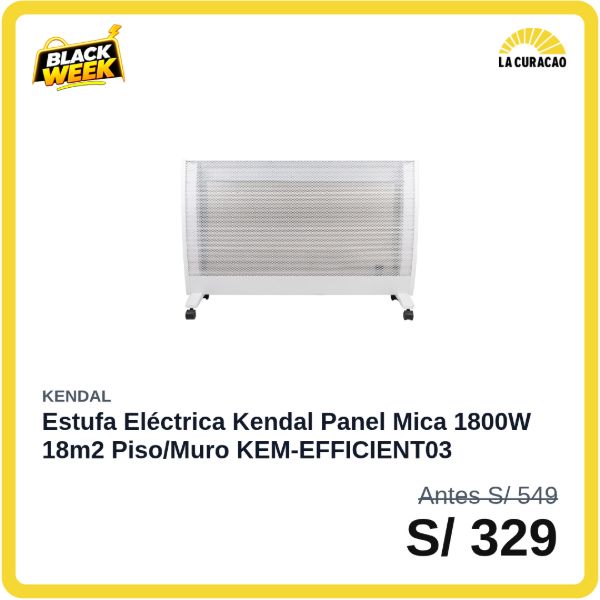 BLACK
WEEK
LA CURACAO
KENDAL
Estufa Eléctrica Kendal Panel Mica 1800W
18m2 Piso/Muro KEM-EFFICIENT03
Antes S/ 549
S/ 329